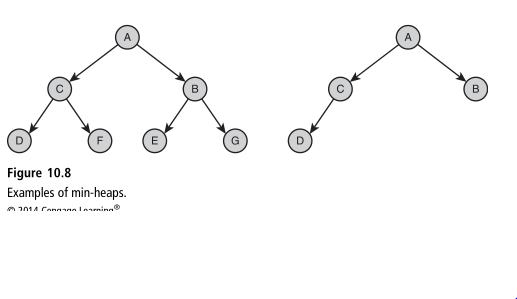 A A
C B C B
D F E G D
Figure 10.8
Examples of min-heaps.
© 2014 Cengage Learning®